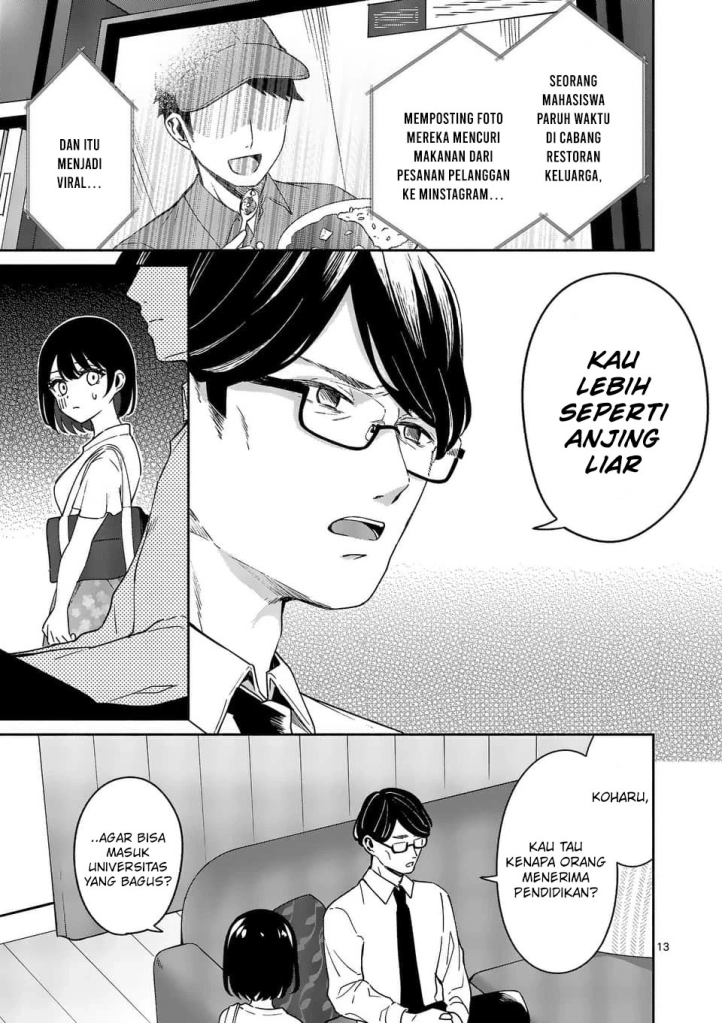 SEORANG
MAHASISWA
PARUH WAKTU
DI CABANG
RESTORAN
KELUARGA,
MEMPOSTING FOTO
MEREKA MENCURI
MAKANAN DARI
PESANAN PELANGGAN
KE MINSTAGRAM...
DAN ITU
MENJADI
VIRAL...
KAU
LEBIH
SEPERTI
ANJING
LIAR
KOHARU,
KAU TAU
KENAPA ORANG
MENERIMA
PENDIDIKAN?
..AGAR BISA
MASUK
UNIVERSITAS
YANG BAGUS?
13